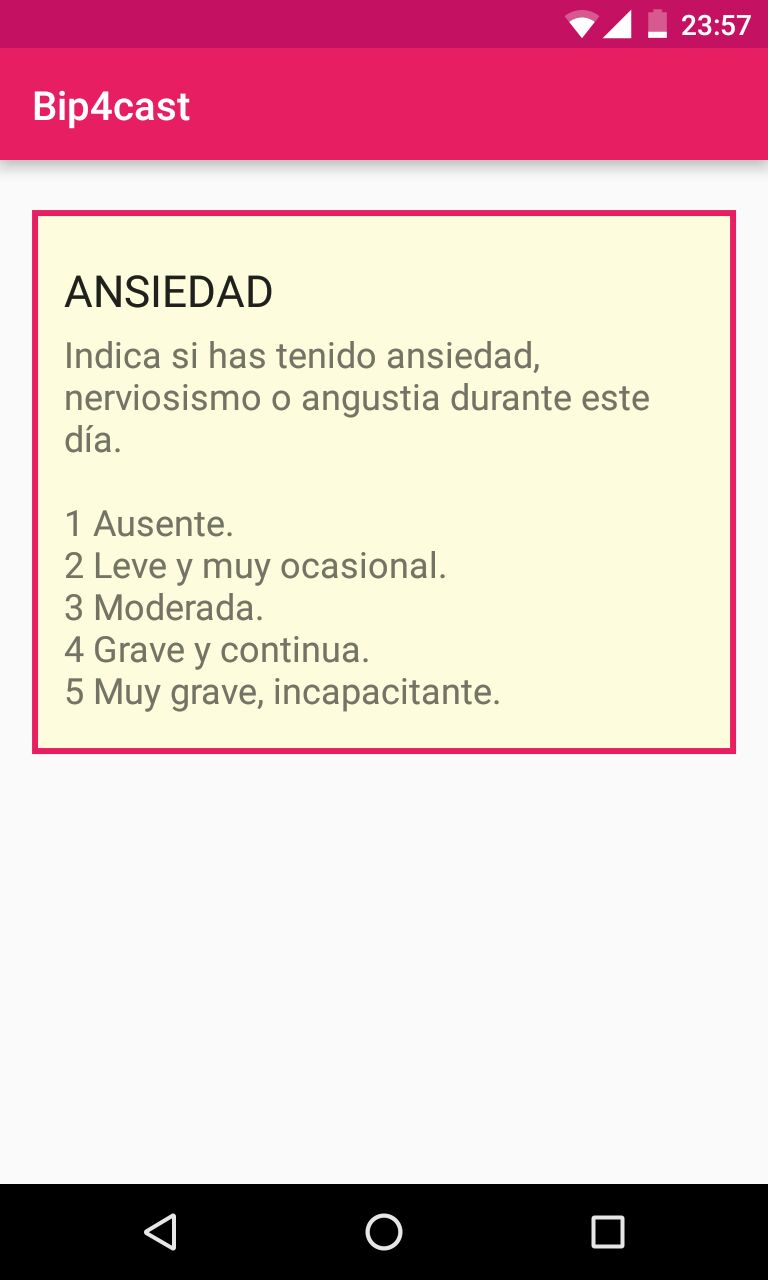 23:57
Bip4cast
ANSIEDAD
Indica si has tenido ansiedad,
nerviosismo o angustia durante este
día.
1 Ausente.
2 Leve y muy ocasional.
3 Moderada.
4 Grave y continua.
5 Muy grave, incapacitante.